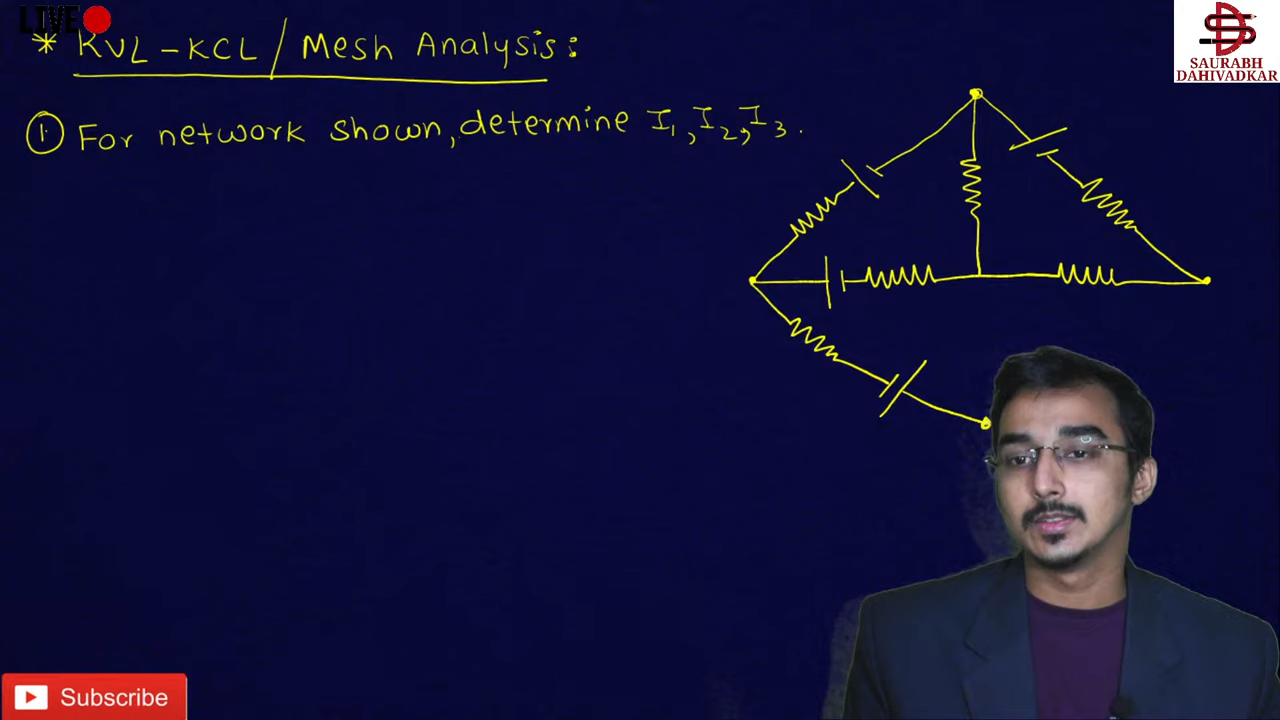 LIVE
* KVL-KCL / Mesh Analysis:
SAURABH
DAHIVADKAR
① For network shown, determine I₁, I₂, I₃.
Subscribe